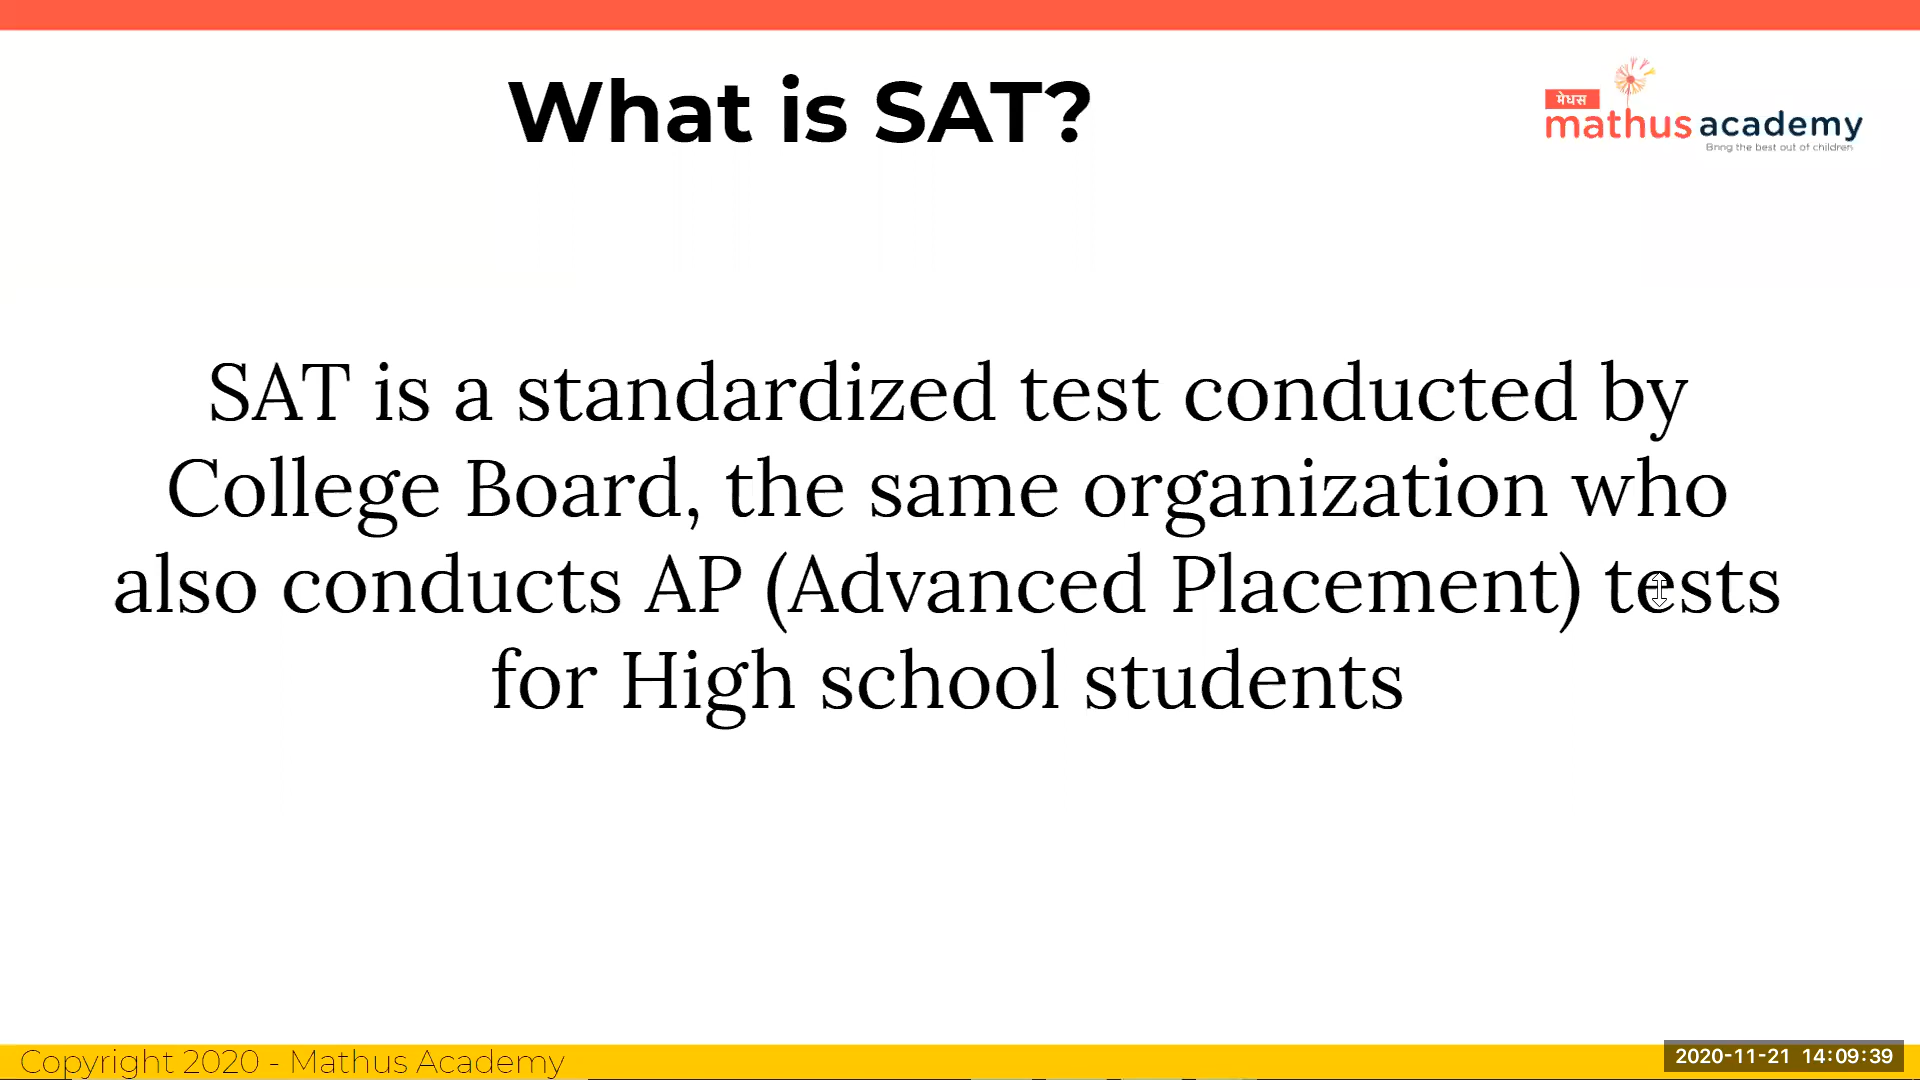 What is SAT?
मेधस
mathus academy
Bring the best out of children
SAT is a standardized test conducted by
College Board, the same organization who
also conducts AP (Advanced Placement) tests
for High school students
Copyright 2020 - Mathus Academy
2020-11-21 14:09:39